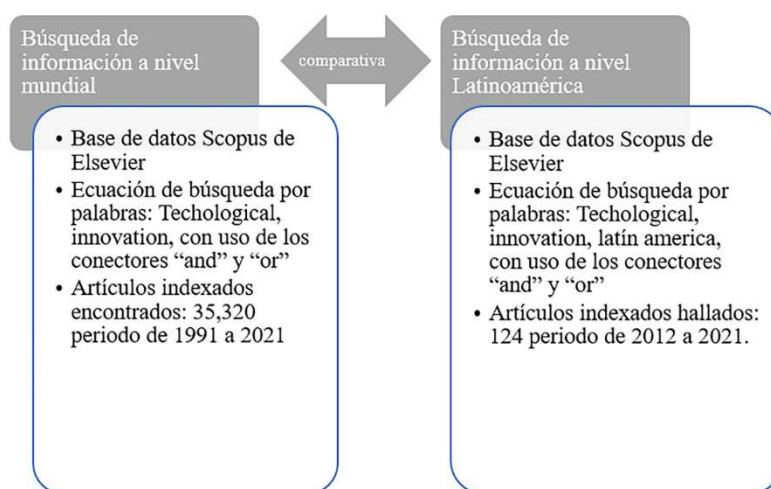 Búsqueda de
información a nivel
mundial
• Base de datos Scopus de
Elsevier
• Ecuación de búsqueda por
palabras: Techological,
innovation, con uso de los
conectores “and” y “or”
• Artículos indexados
encontrados: 35,320
periodo de 1991 a 2021
comparativa
Búsqueda de
información a nivel
Latinoamérica
• Base de datos Scopus de
Elsevier
• Ecuación de búsqueda por
palabras: Techological,
innovation, latín america,
con uso de los conectores
“and” y “or”
• Artículos indexados hallados:
124 periodo de 2012 a 2021.